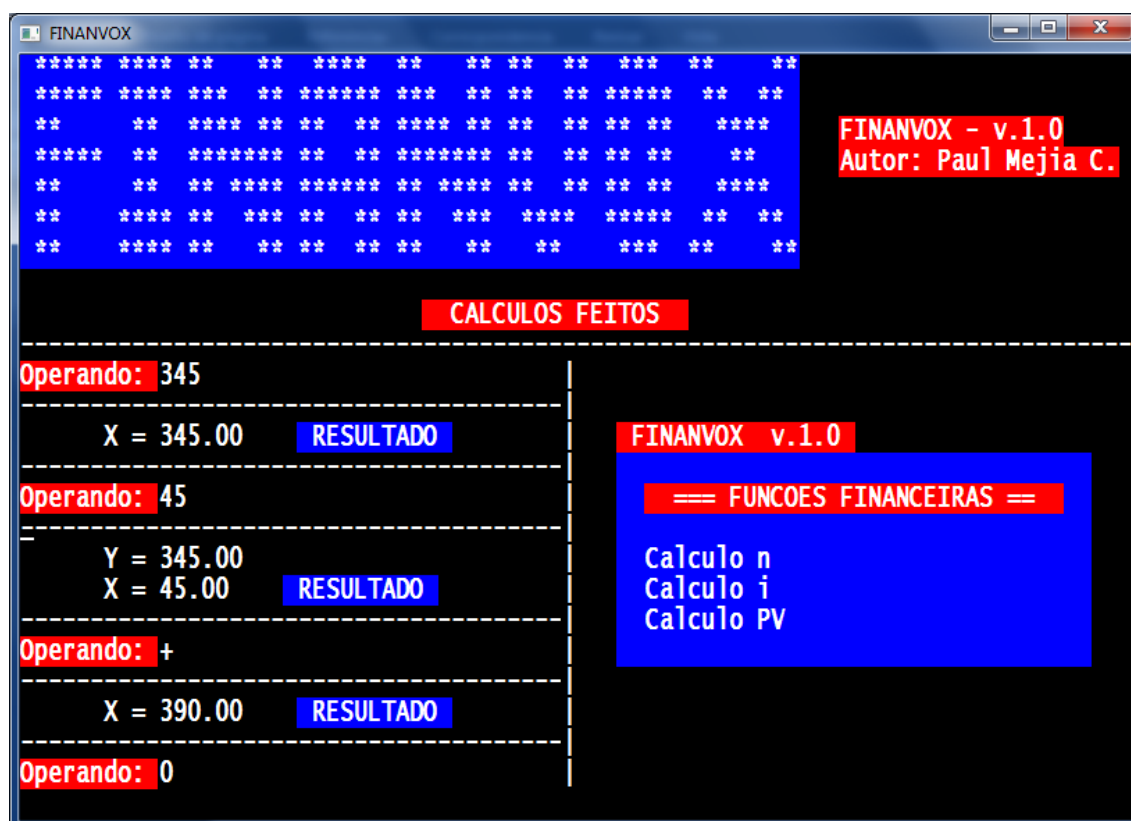 FINANVOX
FINANVOX - v.1.0
Autor: Paul Mejia C.
CALCULOS FEITOS
Operando: 345
X = 345.00 RESULTADO
Operando: 45
Y = 345.00
X = 45.00 RESULTADO
Operando: +
X = 390.00 RESULTADO
Operando: 0
FINANVOX v.1.0
=== FUNCOES FINANCEIRAS ==
Calculo n
Calculo i
Calculo PV